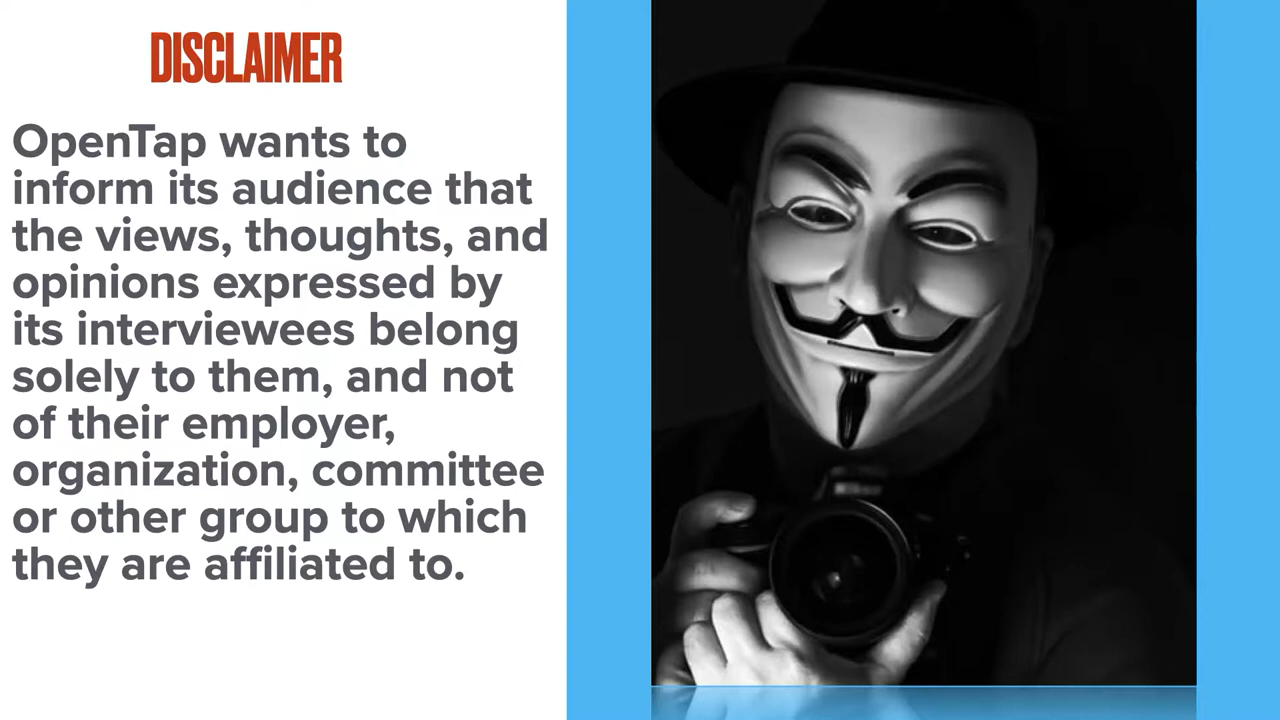 DISCLAIMER
OpenTap wants to
inform its audience that
the views, thoughts, and
opinions expressed by
its interviewees belong
solely to them, and not
of their employer,
organization, committee
or other group to which
they are affiliated to.